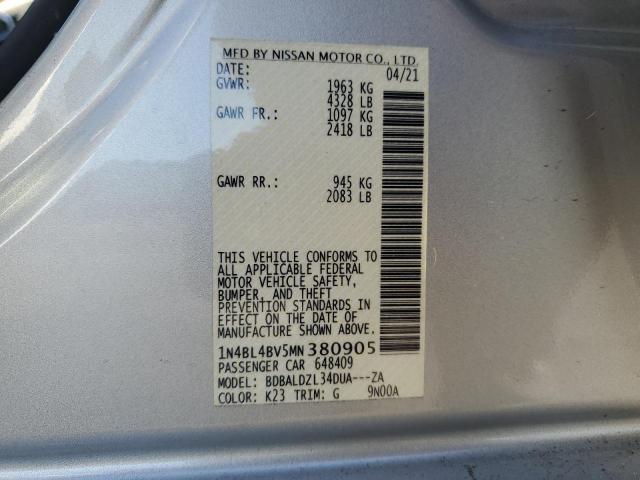 MFD BY NISSAN MOTOR CO., LTD.
DATE: 04/21
GVWR: 1963 KG
4328 LB
GAWR FR.: 1097 KG
2418 LB
GAWR RR.: 945 KG
2083 LB
THIS VEHICLE CONFORMS TO
ALL APPLICABLE FEDERAL
MOTOR VEHICLE SAFETY,
BUMPER, AND THEFT
PREVENTION STANDARDS IN
EFFECT ON THE DATE OF
MANUFACTURE SHOWN ABOVE.
1N4BL4BV5MN380905
PASSENGER CAR 648409
MODEL: BDBALDZL34DUA---ZA
COLOR: K23 TRIM: G 9N00A